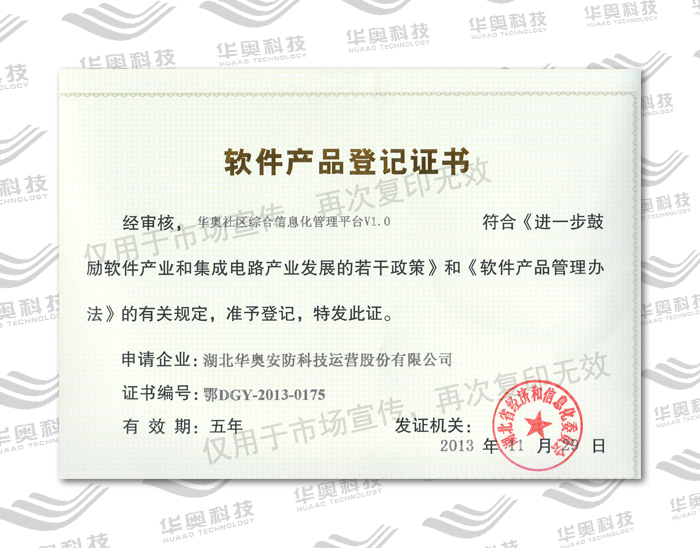 软件产品登记证书
经审核，华奥社区综合信息化管理平台V1.0 符合《进一步鼓
励软件产业和集成电路产业发展的若干政策》和《软件产品管理办
法》的有关规定，准予登记，特发此证。
申请企业：湖北华奥安防科技运营股份有限公司
证书编号：鄂DGY-2013-0175
有 效 期：五年 发证机关：
湖北省经济和信息化委员会
2013 年 11 月 29 日
仅用于市场宣传，再次复印无效
仅用于市场宣传，再次复印无效
华奥科技
HUAAO TECHNOLOGY